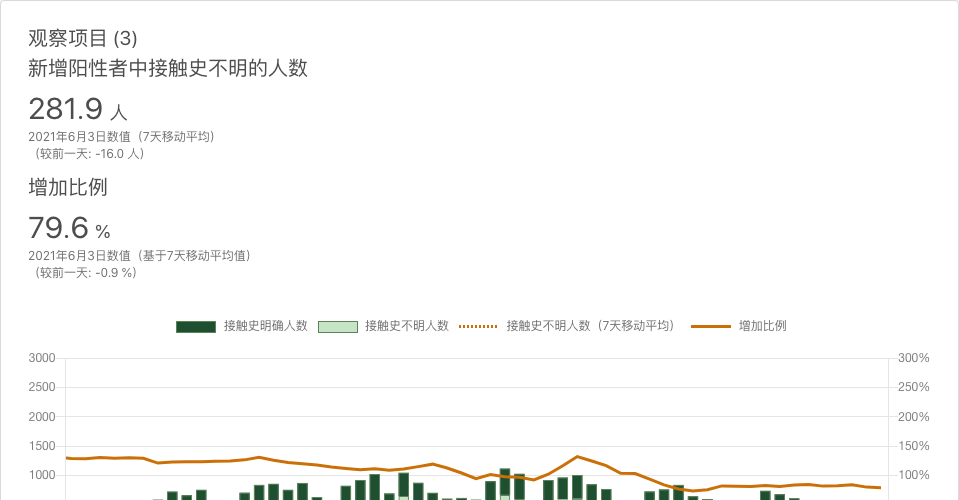 观察项目 (3)
新增阳性者中接触史不明的人数
281.9 人
2021年6月3日数值（7天移动平均）
（较前一天: -16.0 人）
增加比例
79.6 %
2021年6月3日数值（基于7天移动平均值）
（较前一天: -0.9 %）
接触史明确人数 接触史不明人数 接触史不明人数（7天移动平均） 增加比例
3000 300%
2500 250%
2000 200%
1500 150%
1000 100%